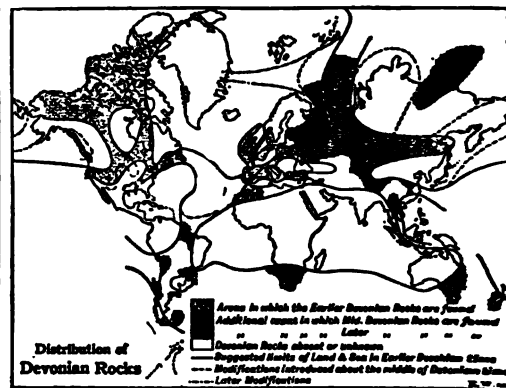 Areas in which the Earlier Devonian Rocks are found
Additional areas in which Mid. Devonian Rocks are found
" " " " Later " " " "
Devonian Rocks absent or unknown
Suggested limits of Land & Sea in Earlier Devonian times
Modifications introduced about the middle of Devonian times
Later Modifications
Distribution of
Devonian Rocks